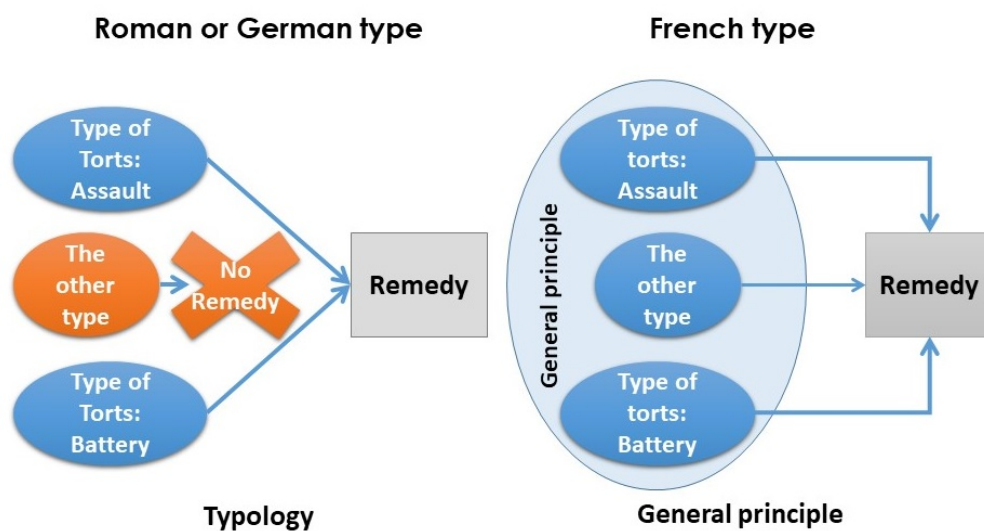 Roman or German type
Type of
Torts:
Assault
The
other
type
No
Remedy
Type of
Torts:
Battery
Remedy
Typology
French type
General principle
Type of
torts:
Assault
The
other
type
Type of
torts:
Battery
Remedy
General principle